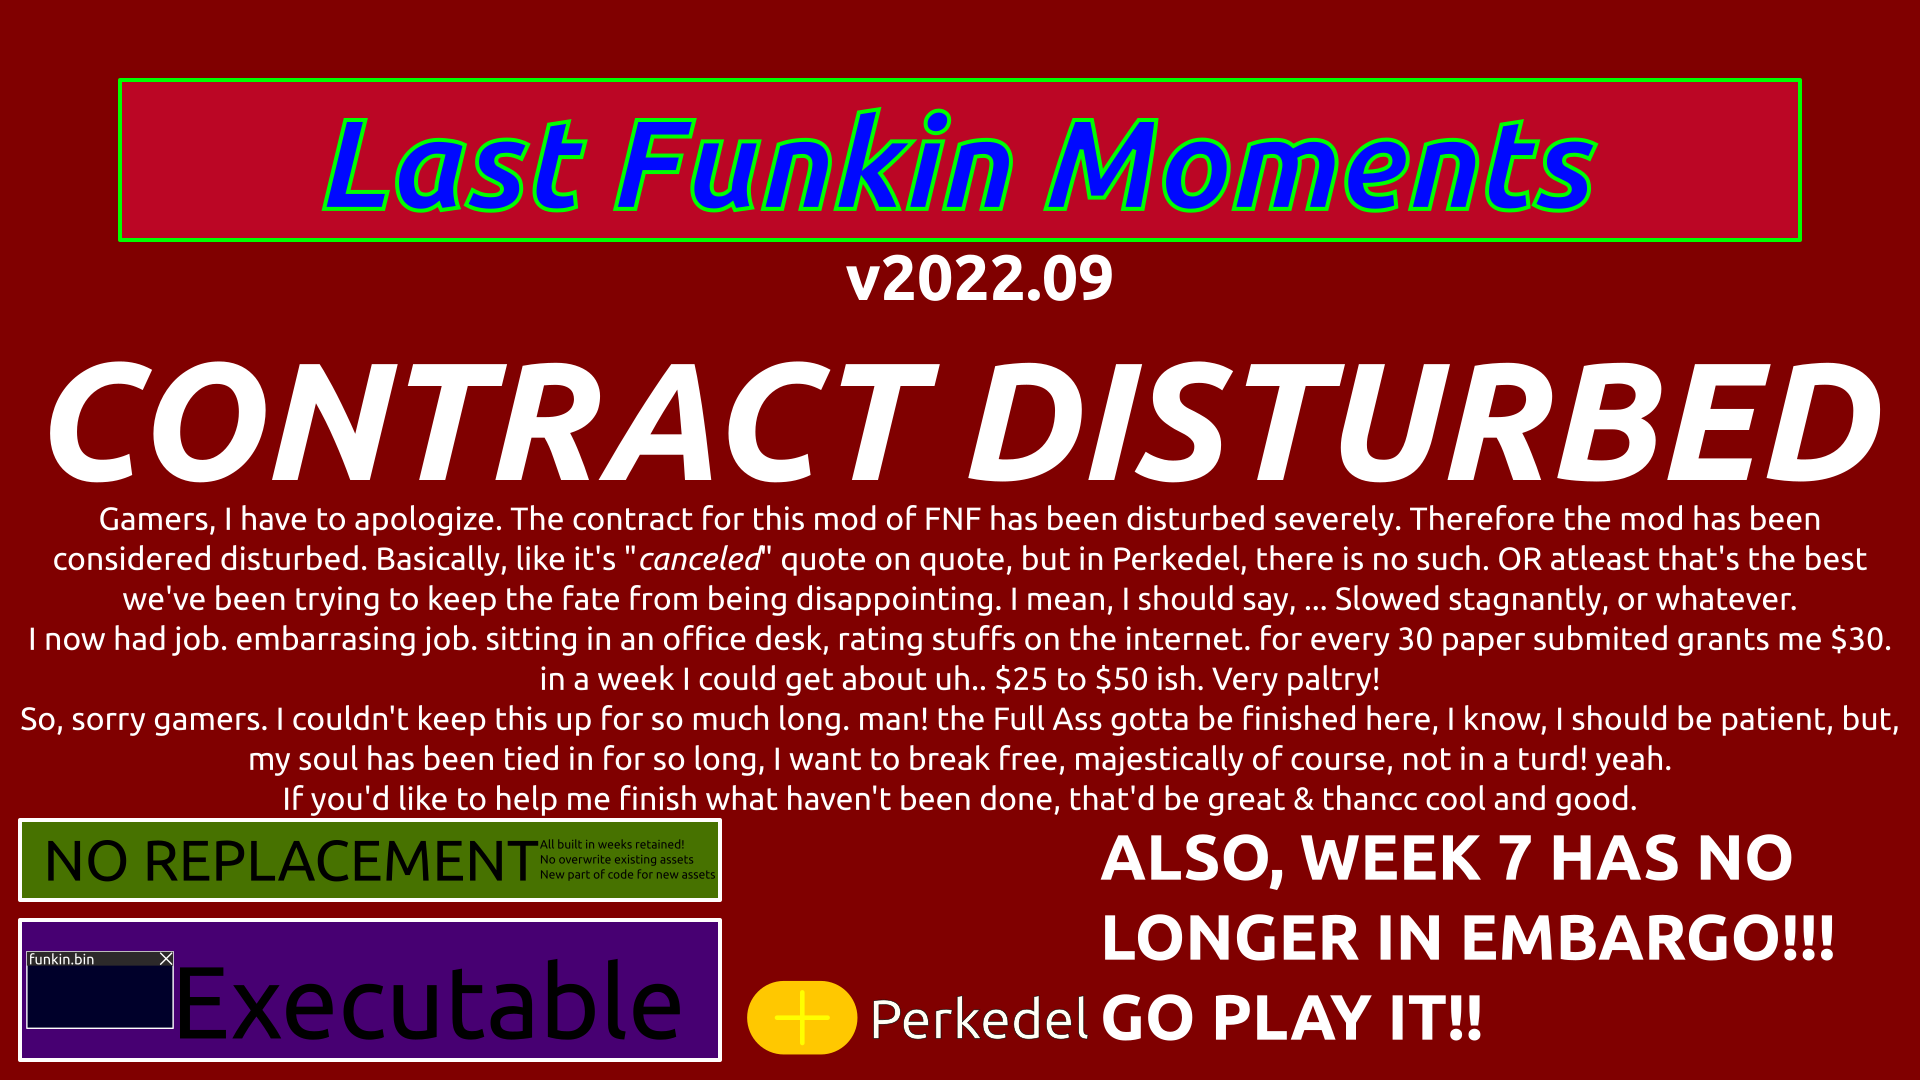 Last Funkin Moments
v2022.09
CONTRACT DISTURBED
Gamers, I have to apologize. The contract for this mod of FNF has been disturbed severely. Therefore the mod has been
considered disturbed. Basically, like it's "canceled" quote on quote, but in Perkedel, there is no such. OR atleast that's the best
we've been trying to keep the fate from being disappointing. I mean, I should say, ... Slowed stagnantly, or whatever.
I now had job. embarrasing job. sitting in an office desk, rating stuffs on the internet. for every 30 paper submited grants me $30.
in a week I could get about uh.. $25 to $50 ish. Very paltry!
So, sorry gamers. I couldn't keep this up for so much long. man! the Full Ass gotta be finished here, I know, I should be patient, but,
my soul has been tied in for so long, I want to break free, majestically of course, not in a turd! yeah.
If you'd like to help me finish what haven't been done, that'd be great & thancc cool and good.
NO REPLACEMENT
All built in weeks retained!
No overwrite existing assets
New part of code for new assets
funkin.bin
Executable
Perkedel
ALSO, WEEK 7 HAS NO
LONGER IN EMBARGO!!!
GO PLAY IT!!